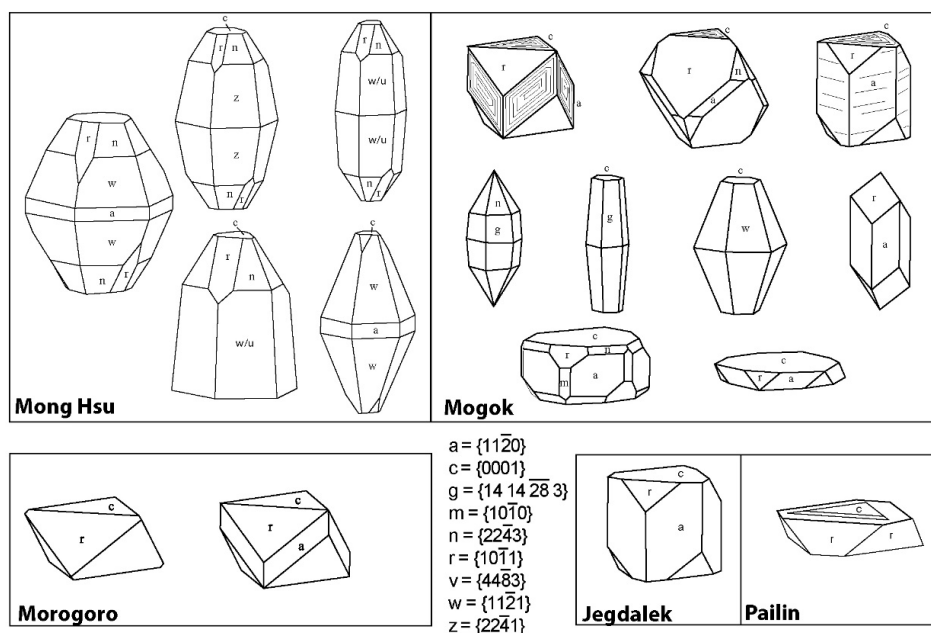 c
r n
z
z
n r
c
w/u
w/u
n r
r n
w
a
w
n r
c
r n
w/u
c
w
a
w
Mong Hsu
c
r
a
c
r n
a
c
r
a
n
g
c
g
c
w
r
a
c
r n
m a
c
r a
Mogok
c
r
c
r
a
Morogoro
a = {112̅0}
c = {0001}
g = {14 14 2̅8̅ 3}
m = {101̅0}
n = {224̅3}
r = {101̅1}
v = {448̅3}
w = {112̅1}
z = {224̅1}
c
r
a
Jegdalek
c
r r
Pailin